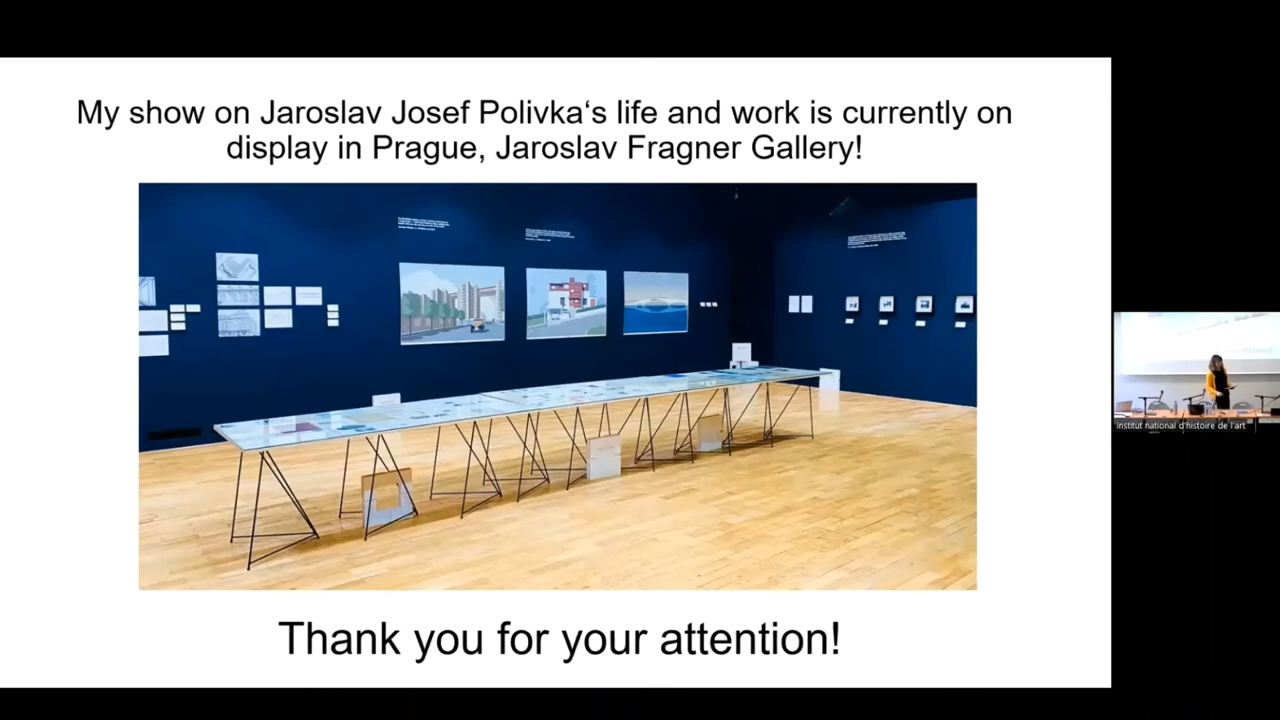 My show on Jaroslav Josef Polivka‘s life and work is currently on
display in Prague, Jaroslav Fragner Gallery!
Thank you for your attention!
Institut national d'histoire de l'art